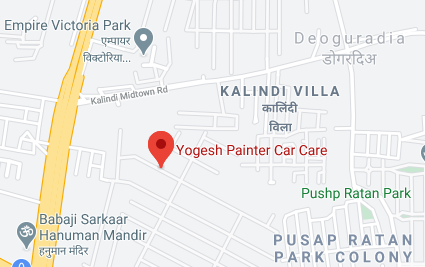 Empire Victoria Park
एम्पायर
विक्टोरिया...
Deoguradia
डोगरदिअ
Kalindi Midtown Rd
KALINDI VILLA
कालिंदी
विला
Yogesh Painter Car Care
Pushp Ratan Park
Babaji Sarkaar
Hanuman Mandir
हनुमान मंदिर
PUSAP RATAN
PARK COLONY